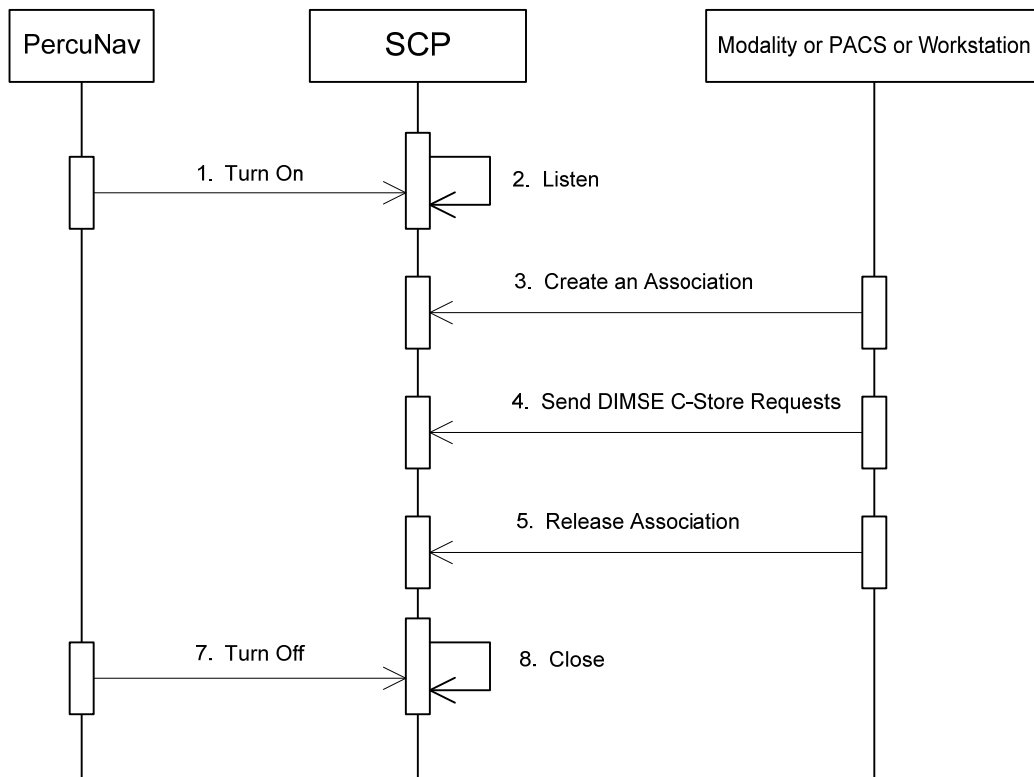 PercuNav
SCP
Modality or PACS or Workstation
1. Turn On
2. Listen
3. Create an Association
4. Send DIMSE C-Store Requests
5. Release Association
7. Turn Off
8. Close